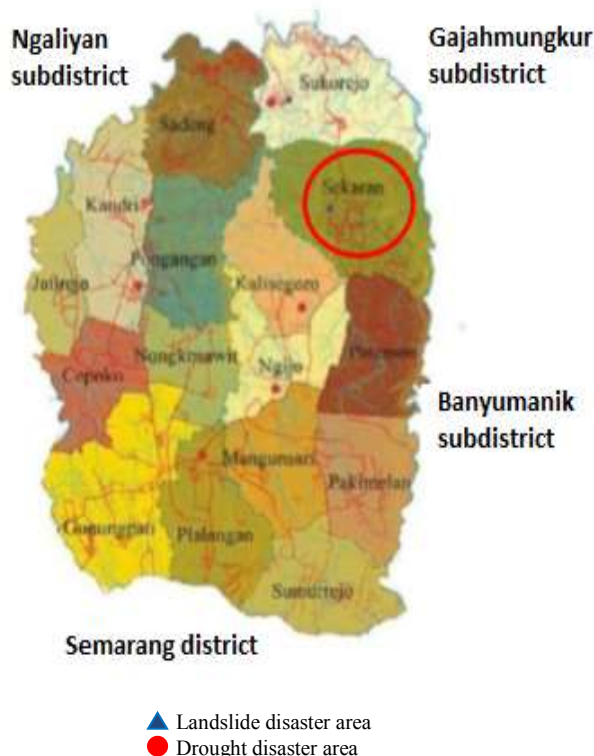 Ngaliyan
subdistrict
Gajahmungkur
subdistrict
Sukorejo
Sadeng
Sekaran
Kandri
Pongangan
Jatirejo
Kalisegoro
Nongkosawit
Ngijo
Cepoko
Banyumanik
subdistrict
Mangunsari
Pakintelan
Gunungpati
Plalangan
Sumurrejo
Semarang district
Landslide disaster area
Drought disaster area